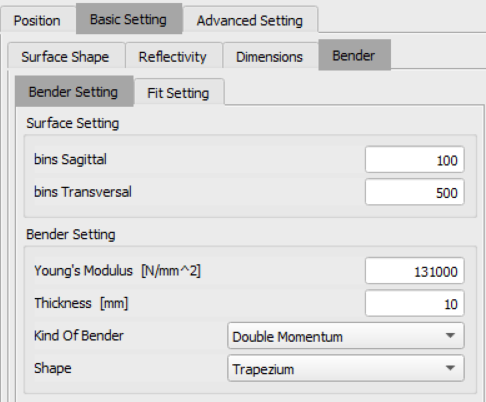 Position Basic Setting Advanced Setting
Surface Shape Reflectivity Dimensions Bender
Bender Setting Fit Setting
Surface Setting
bins Sagittal 100
bins Transversal 500
Bender Setting
Young's Modulus [N/mm^2] 131000
Thickness [mm] 10
Kind Of Bender Double Momentum
Shape Trapezium